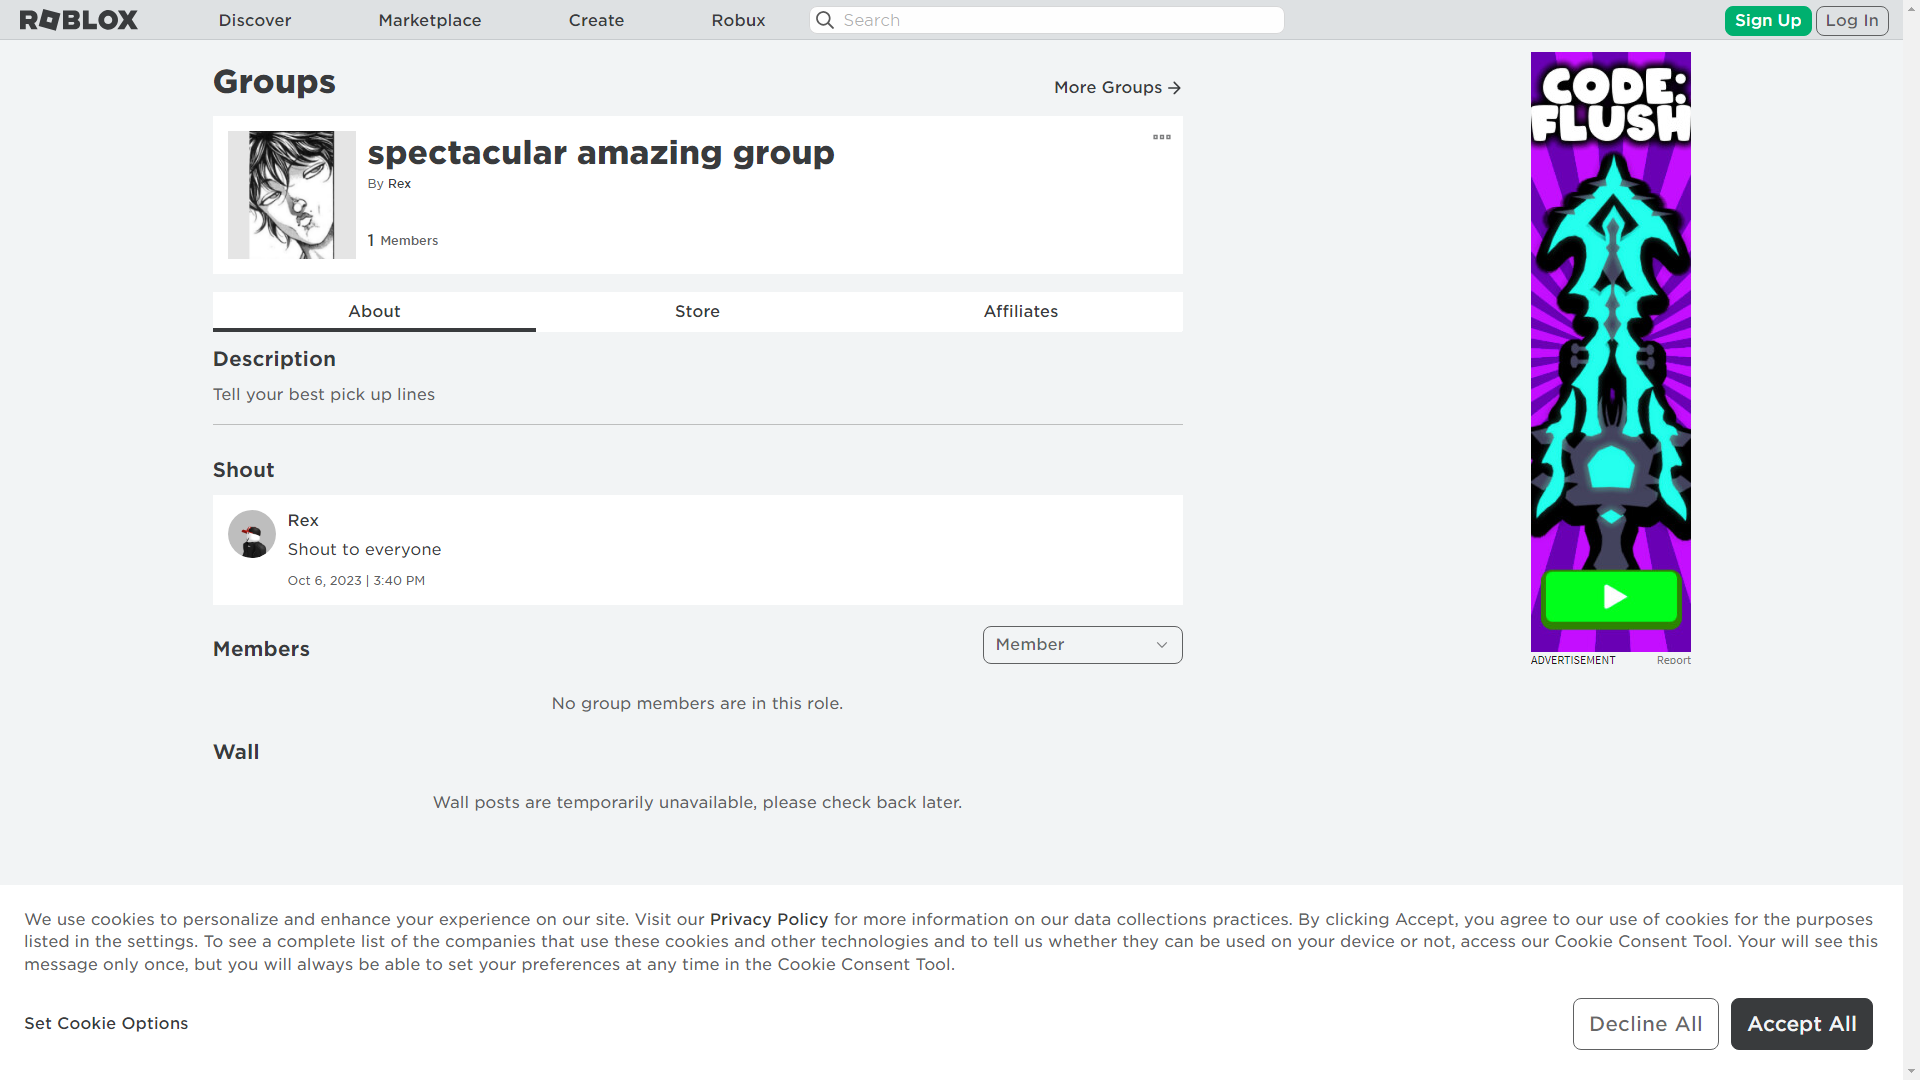 ROBLOX
Discover
Marketplace
Create
Robux
Search
Sign Up
Log In
Groups
More Groups
spectacular amazing group
By Rex
1 Members
About
Store
Affiliates
Description
Tell your best pick up lines
Shout
Rex
Shout to everyone
Oct 6, 2023 | 3:40 PM
Members
Member
No group members are in this role.
Wall
Wall posts are temporarily unavailable, please check back later.
CODE:
FLUSH
ADVERTISEMENT
Report
We use cookies to personalize and enhance your experience on our site. Visit our Privacy Policy for more information on our data collections practices. By clicking Accept, you agree to our use of cookies for the purposes
listed in the settings. To see a complete list of the companies that use these cookies and other technologies and to tell us whether they can be used on your device or not, access our Cookie Consent Tool. Your will see this
message only once, but you will always be able to set your preferences at any time in the Cookie Consent Tool.
Set Cookie Options
Decline All
Accept All